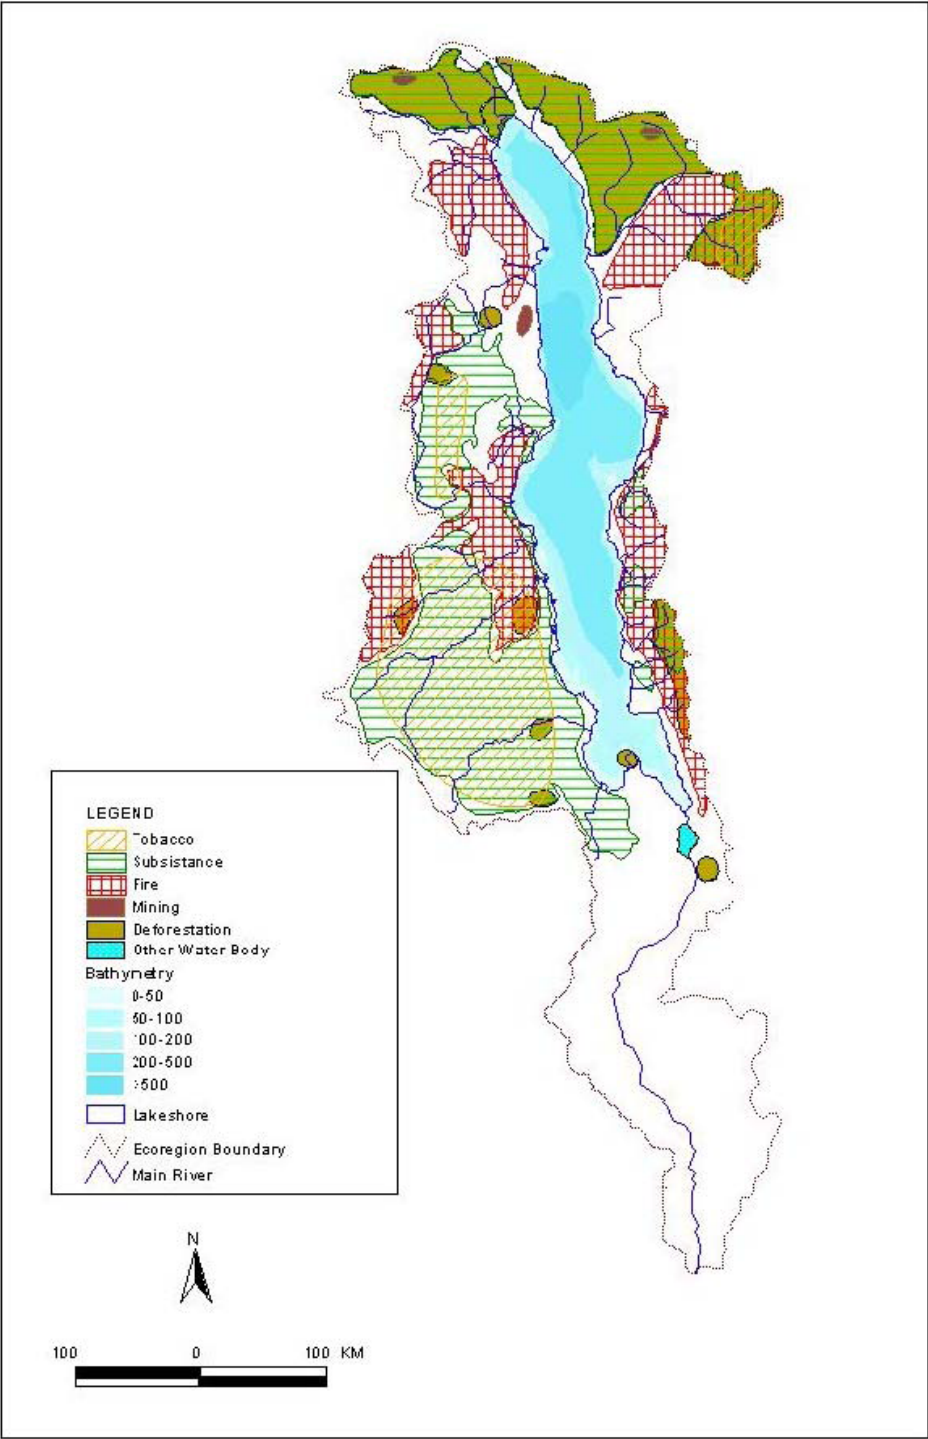 LEGEND
Tobacco
Subsistance
Fire
Mining
Deforestation
Other Water Body
Bathymetry
0-50
50-100
100-200
200-500
>500
Lakeshore
Ecoregion Boundary
Main River
N
100 0 100 KM